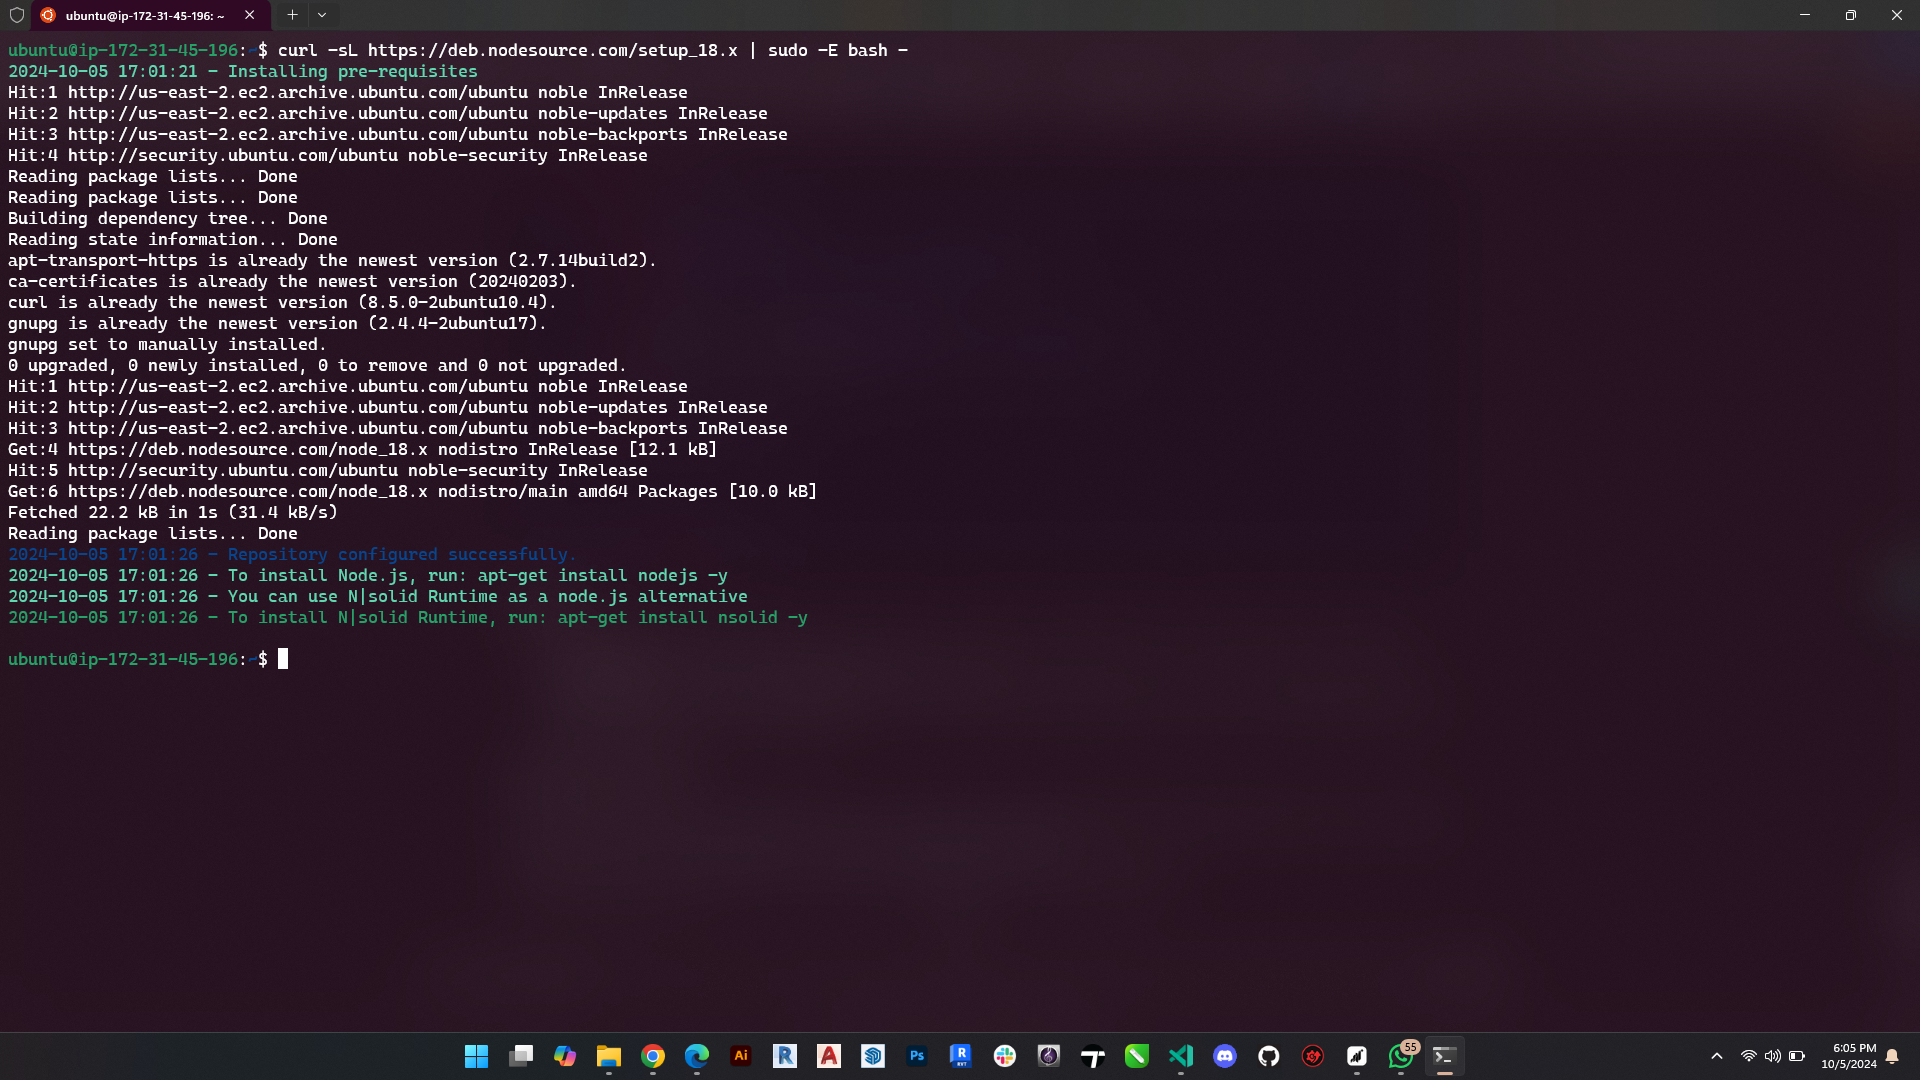 ubuntu@ip-172-31-45-196: ~
ubuntu@ip-172-31-45-196:~$ curl -sL https://deb.nodesource.com/setup_18.x | sudo -E bash -
2024-10-05 17:01:21 - Installing pre-requisites
Hit:1 http://us-east-2.ec2.archive.ubuntu.com/ubuntu noble InRelease
Hit:2 http://us-east-2.ec2.archive.ubuntu.com/ubuntu noble-updates InRelease
Hit:3 http://us-east-2.ec2.archive.ubuntu.com/ubuntu noble-backports InRelease
Hit:4 http://security.ubuntu.com/ubuntu noble-security InRelease
Reading package lists... Done
Reading package lists... Done
Building dependency tree... Done
Reading state information... Done
apt-transport-https is already the newest version (2.7.14build2).
ca-certificates is already the newest version (20240203).
curl is already the newest version (8.5.0-2ubuntu10.4).
gnupg is already the newest version (2.4.4-2ubuntu17).
gnupg set to manually installed.
0 upgraded, 0 newly installed, 0 to remove and 0 not upgraded.
Hit:1 http://us-east-2.ec2.archive.ubuntu.com/ubuntu noble InRelease
Hit:2 http://us-east-2.ec2.archive.ubuntu.com/ubuntu noble-updates InRelease
Hit:3 http://us-east-2.ec2.archive.ubuntu.com/ubuntu noble-backports InRelease
Get:4 https://deb.nodesource.com/node_18.x nodistro InRelease [12.1 kB]
Hit:5 http://security.ubuntu.com/ubuntu noble-security InRelease
Get:6 https://deb.nodesource.com/node_18.x nodistro/main amd64 Packages [10.0 kB]
Fetched 22.2 kB in 1s (31.4 kB/s)
Reading package lists... Done
2024-10-05 17:01:26 - Repository configured successfully.
2024-10-05 17:01:26 - To install Node.js, run: apt-get install nodejs -y
2024-10-05 17:01:26 - You can use N|solid Runtime as a node.js alternative
2024-10-05 17:01:26 - To install N|solid Runtime, run: apt-get install nsolid -y
ubuntu@ip-172-31-45-196:~$
Ai
R
A
Ps
R
55
6:05 PM
10/5/2024